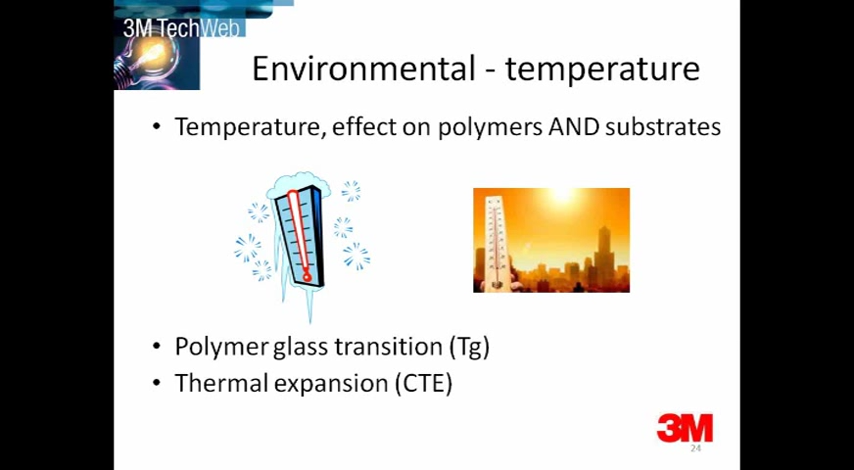 3M TechWeb
Environmental - temperature
• Temperature, effect on polymers AND substrates
• Polymer glass transition (Tg)
• Thermal expansion (CTE)
3M
24